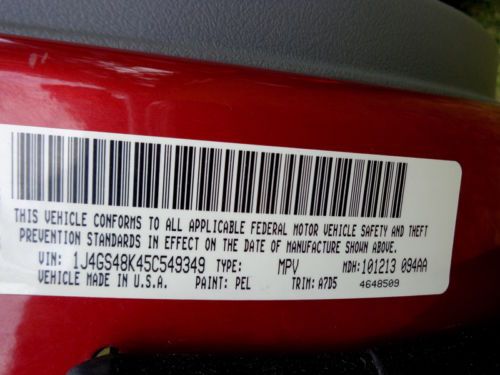 THIS VEHICLE CONFORMS TO ALL APPLICABLE FEDERAL MOTOR VEHICLE SAFETY AND THEFT
PREVENTION STANDARDS IN EFFECT ON THE DATE OF MANUFACTURE SHOWN ABOVE.
VIN: 1J4GS48K45C549349 TYPE: MPV MDH:101213 094AA
VEHICLE MADE IN U.S.A. PAINT: PEL TRIM: A7D5 4648509